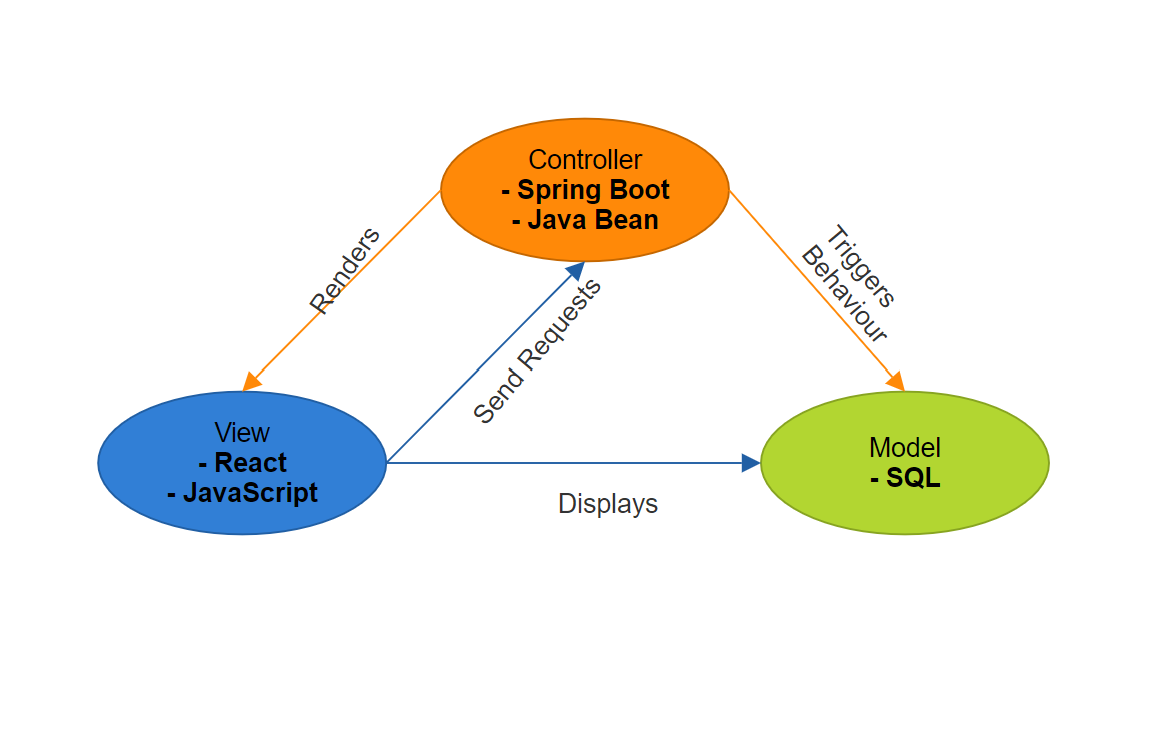 Controller
- Spring Boot
- Java Bean
Renders
Triggers
Behaviour
Send Requests
View
- React
- JavaScript
Displays
Model
- SQL